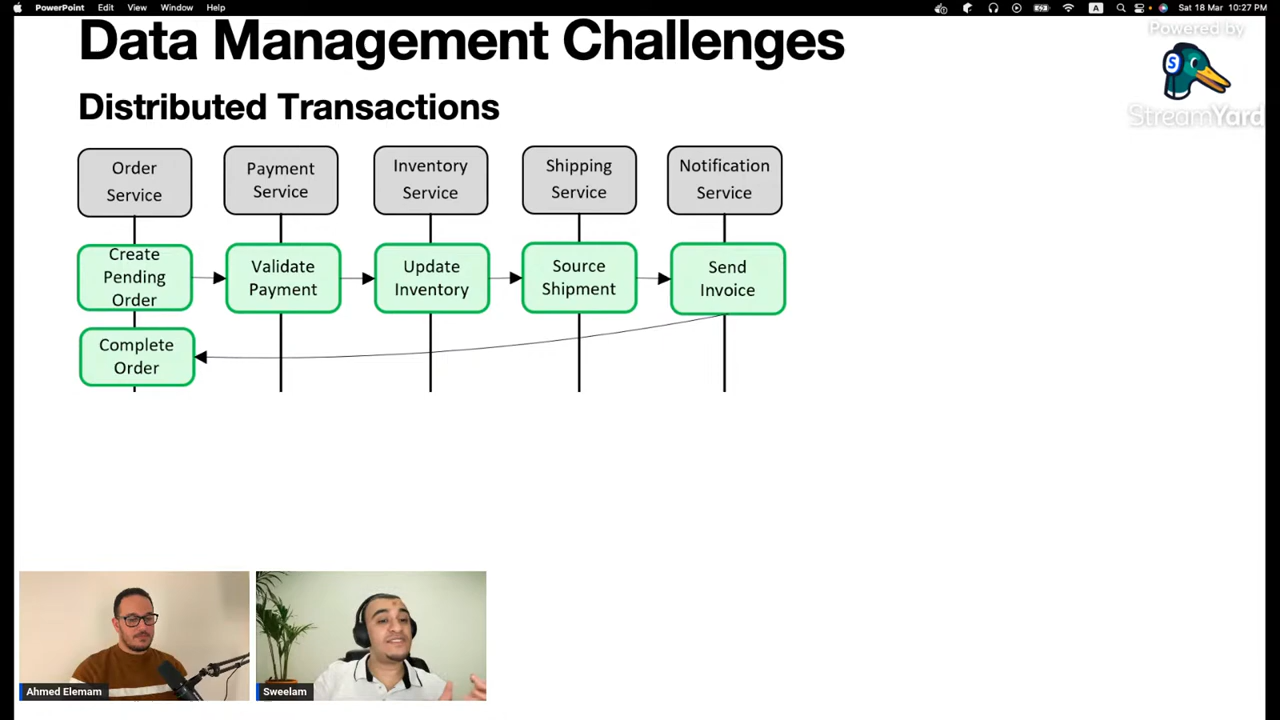 PowerPoint Edit View Window Help
A
Sat 18 Mar 10:27 PM
Data Management Challenges
Powered by
S
StreamYard
Distributed Transactions
Order
Service
Payment
Service
Inventory
Service
Shipping
Service
Notification
Service
Create
Pending
Order
Validate
Payment
Update
Inventory
Source
Shipment
Send
Invoice
Complete
Order
Ahmed Elemam
Sweelam